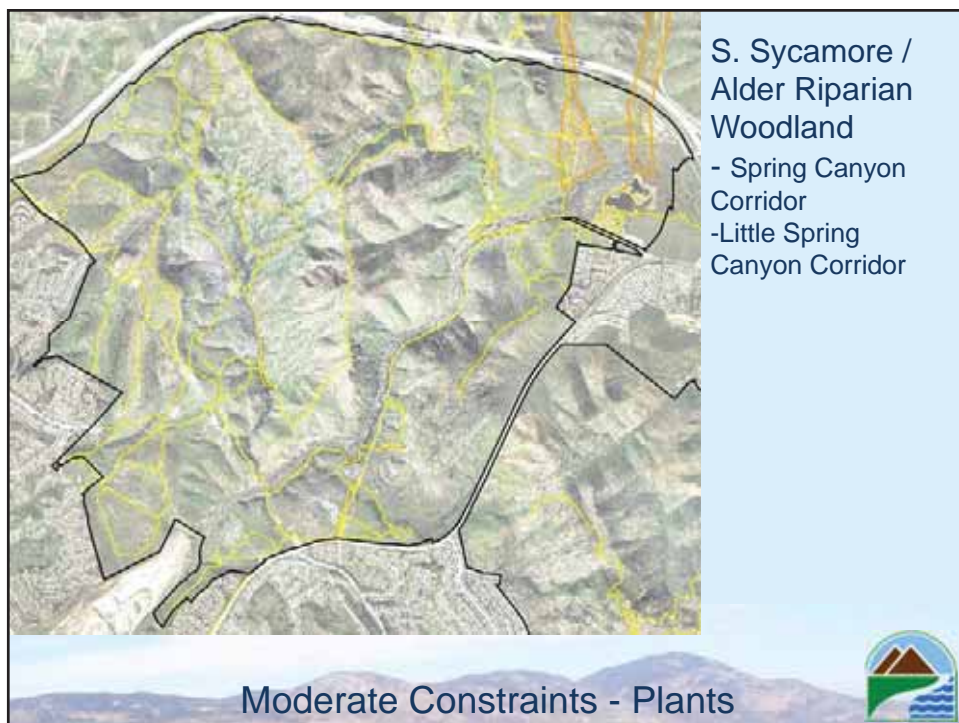 S. Sycamore /
Alder Riparian
Woodland
- Spring Canyon
Corridor
-Little Spring
Canyon Corridor
Moderate Constraints - Plants